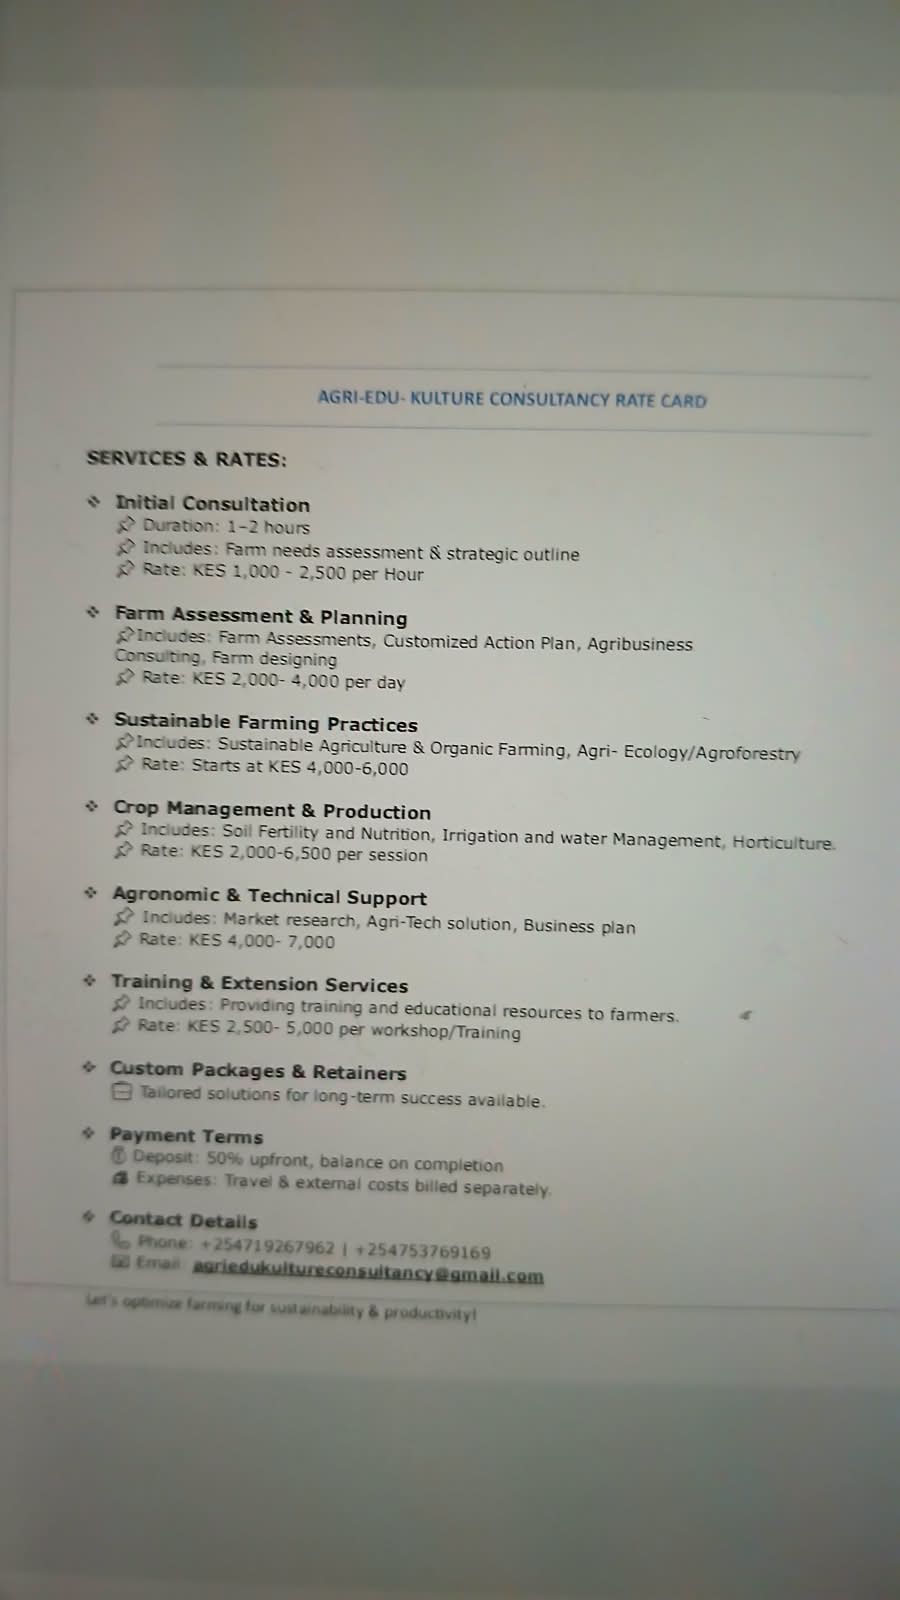 AGRI-EDU- KULTURE CONSULTANCY RATE CARD
SERVICES & RATES:
❖ Initial Consultation
Duration: 1–2 hours
Includes: Farm needs assessment & strategic outline
Rate: KES 1,000 - 2,500 per Hour
❖ Farm Assessment & Planning
Includes: Farm Assessments, Customized Action Plan, Agribusiness
Consulting, Farm designing
Rate: KES 2,000- 4,000 per day
❖ Sustainable Farming Practices
Includes: Sustainable Agriculture & Organic Farming, Agri- Ecology/Agroforestry
Rate: Starts at KES 4,000-6,000
❖ Crop Management & Production
Includes: Soil Fertility and Nutrition, Irrigation and water Management, Horticulture.
Rate: KES 2,000-6,500 per session
❖ Agronomic & Technical Support
Includes: Market research, Agri-Tech solution, Business plan
Rate: KES 4,000- 7,000
❖ Training & Extension Services
Includes: Providing training and educational resources to farmers.
Rate: KES 2,500- 5,000 per workshop/Training
❖ Custom Packages & Retainers
Tailored solutions for long-term success available.
❖ Payment Terms
Deposit: 50% upfront, balance on completion
Expenses: Travel & external costs billed separately.
❖ Contact Details
Phone: +254719267962 | +254753769169
Email: agriedukultureconsultancy@gmail.com
Let's optimize farming for sustainability & productivity!